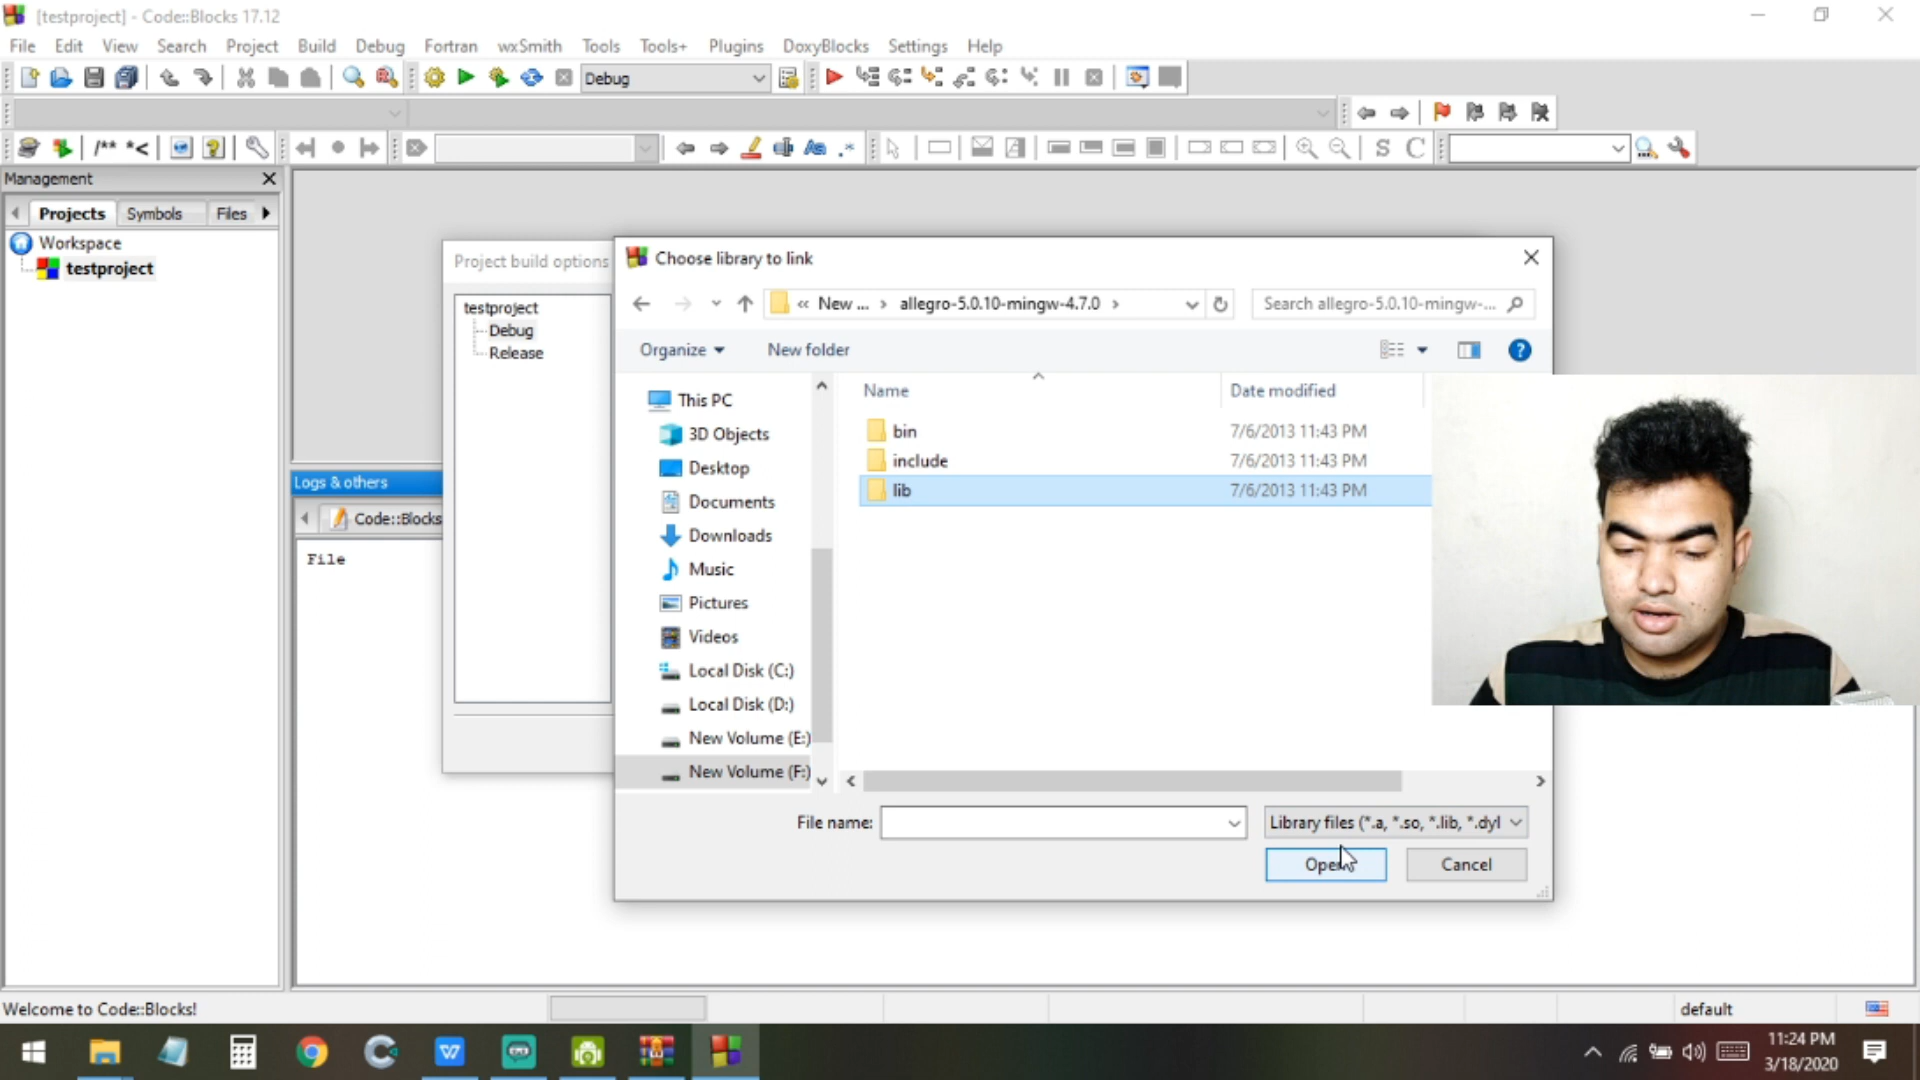 [testproject] - Code::Blocks 17.12
File Edit View Search Project Build Debug Fortran wxSmith Tools Tools+ Plugins DoxyBlocks Settings Help
Debug
/** *<
S C
Management
Projects Symbols Files
Workspace
testproject
Project build options
testproject
Debug
Release
Logs & others
Code::Blocks
File
Choose library to link
« New ... › allegro-5.0.10-mingw-4.7.0 ›
Search allegro-5.0.10-mingw-...
Organize New folder
This PC
3D Objects
Desktop
Documents
Downloads
Music
Pictures
Videos
Local Disk (C:)
Local Disk (D:)
New Volume (E:)
New Volume (F:)
Name Date modified
bin 7/6/2013 11:43 PM
include 7/6/2013 11:43 PM
lib 7/6/2013 11:43 PM
File name:
Library files (*.a, *.so, *.lib, *.dyl
Open Cancel
Welcome to Code::Blocks!
default
11:24 PM
3/18/2020